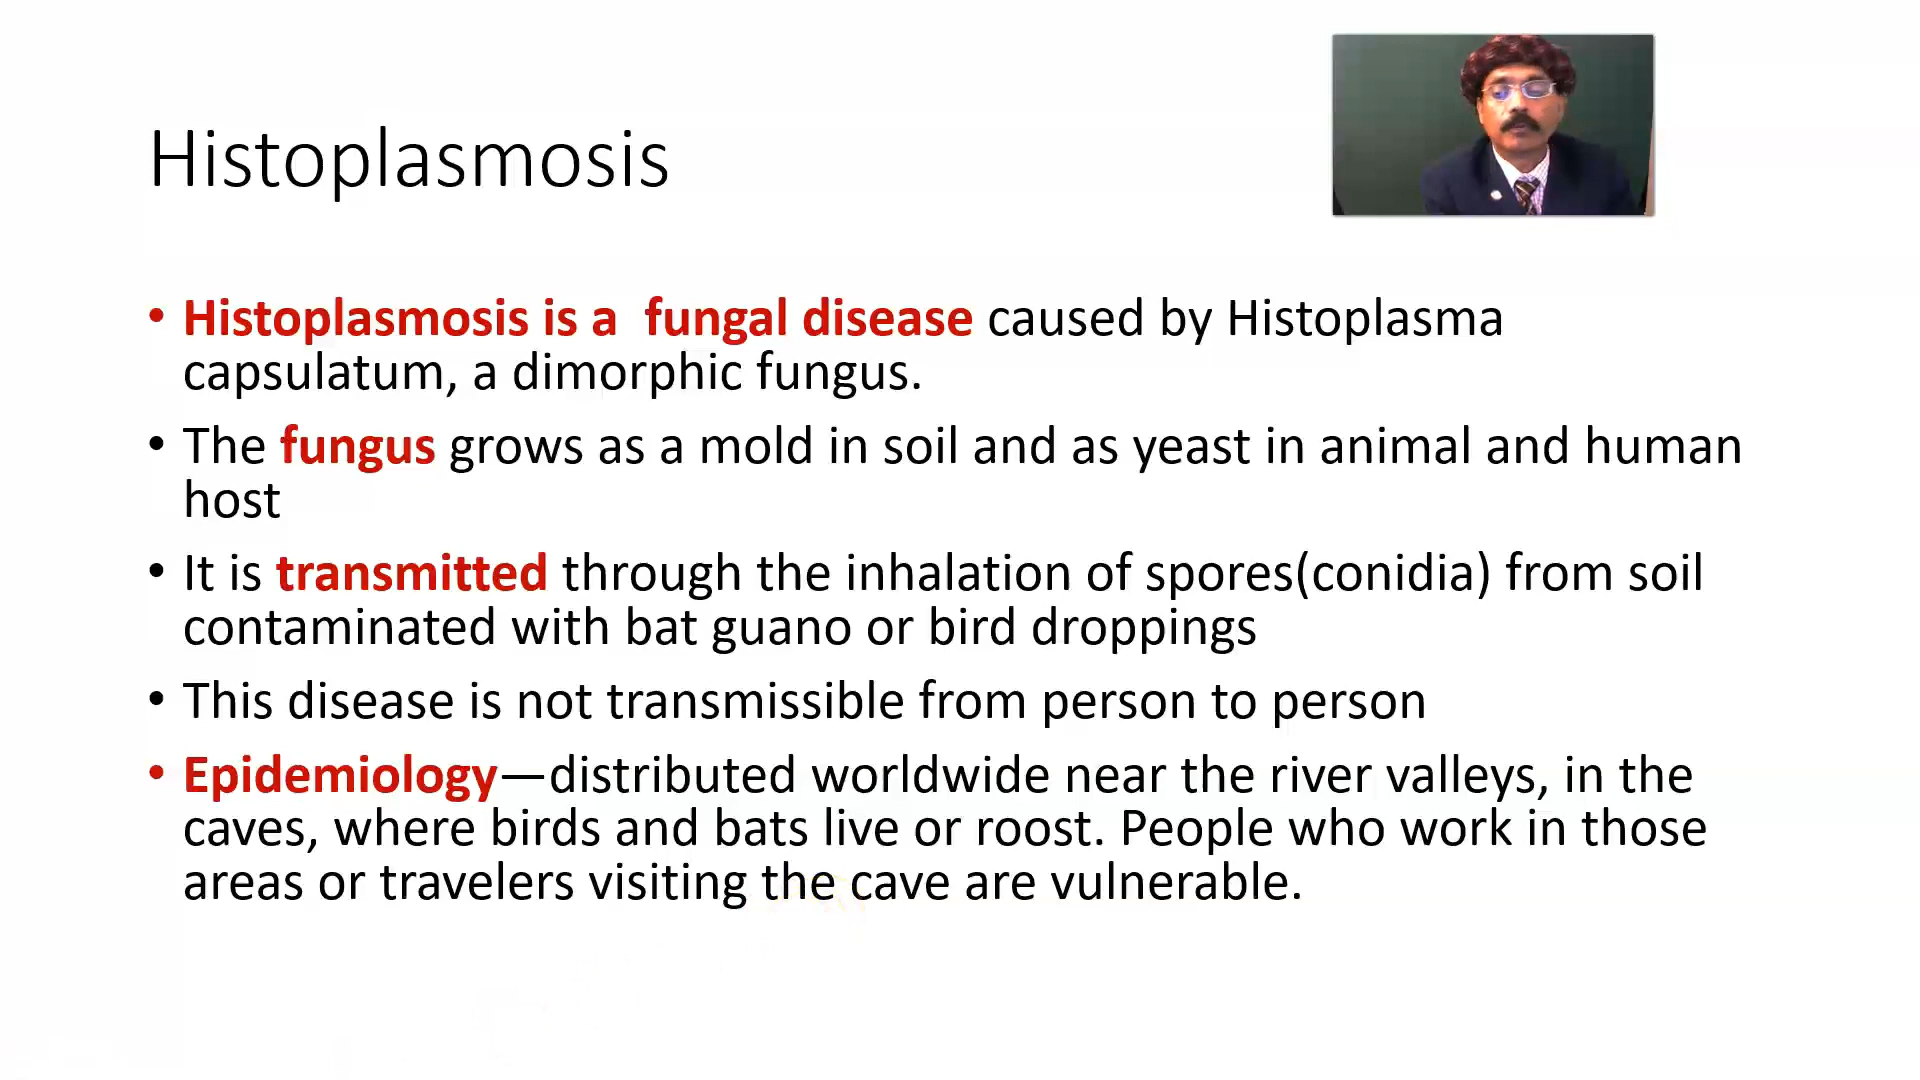 Histoplasmosis
• Histoplasmosis is a  fungal disease caused by Histoplasma
capsulatum, a dimorphic fungus.
• The fungus grows as a mold in soil and as yeast in animal and human
host
• It is transmitted through the inhalation of spores(conidia) from soil
contaminated with bat guano or bird droppings
• This disease is not transmissible from person to person
• Epidemiology—distributed worldwide near the river valleys, in the
caves, where birds and bats live or roost. People who work in those
areas or travelers visiting the cave are vulnerable.